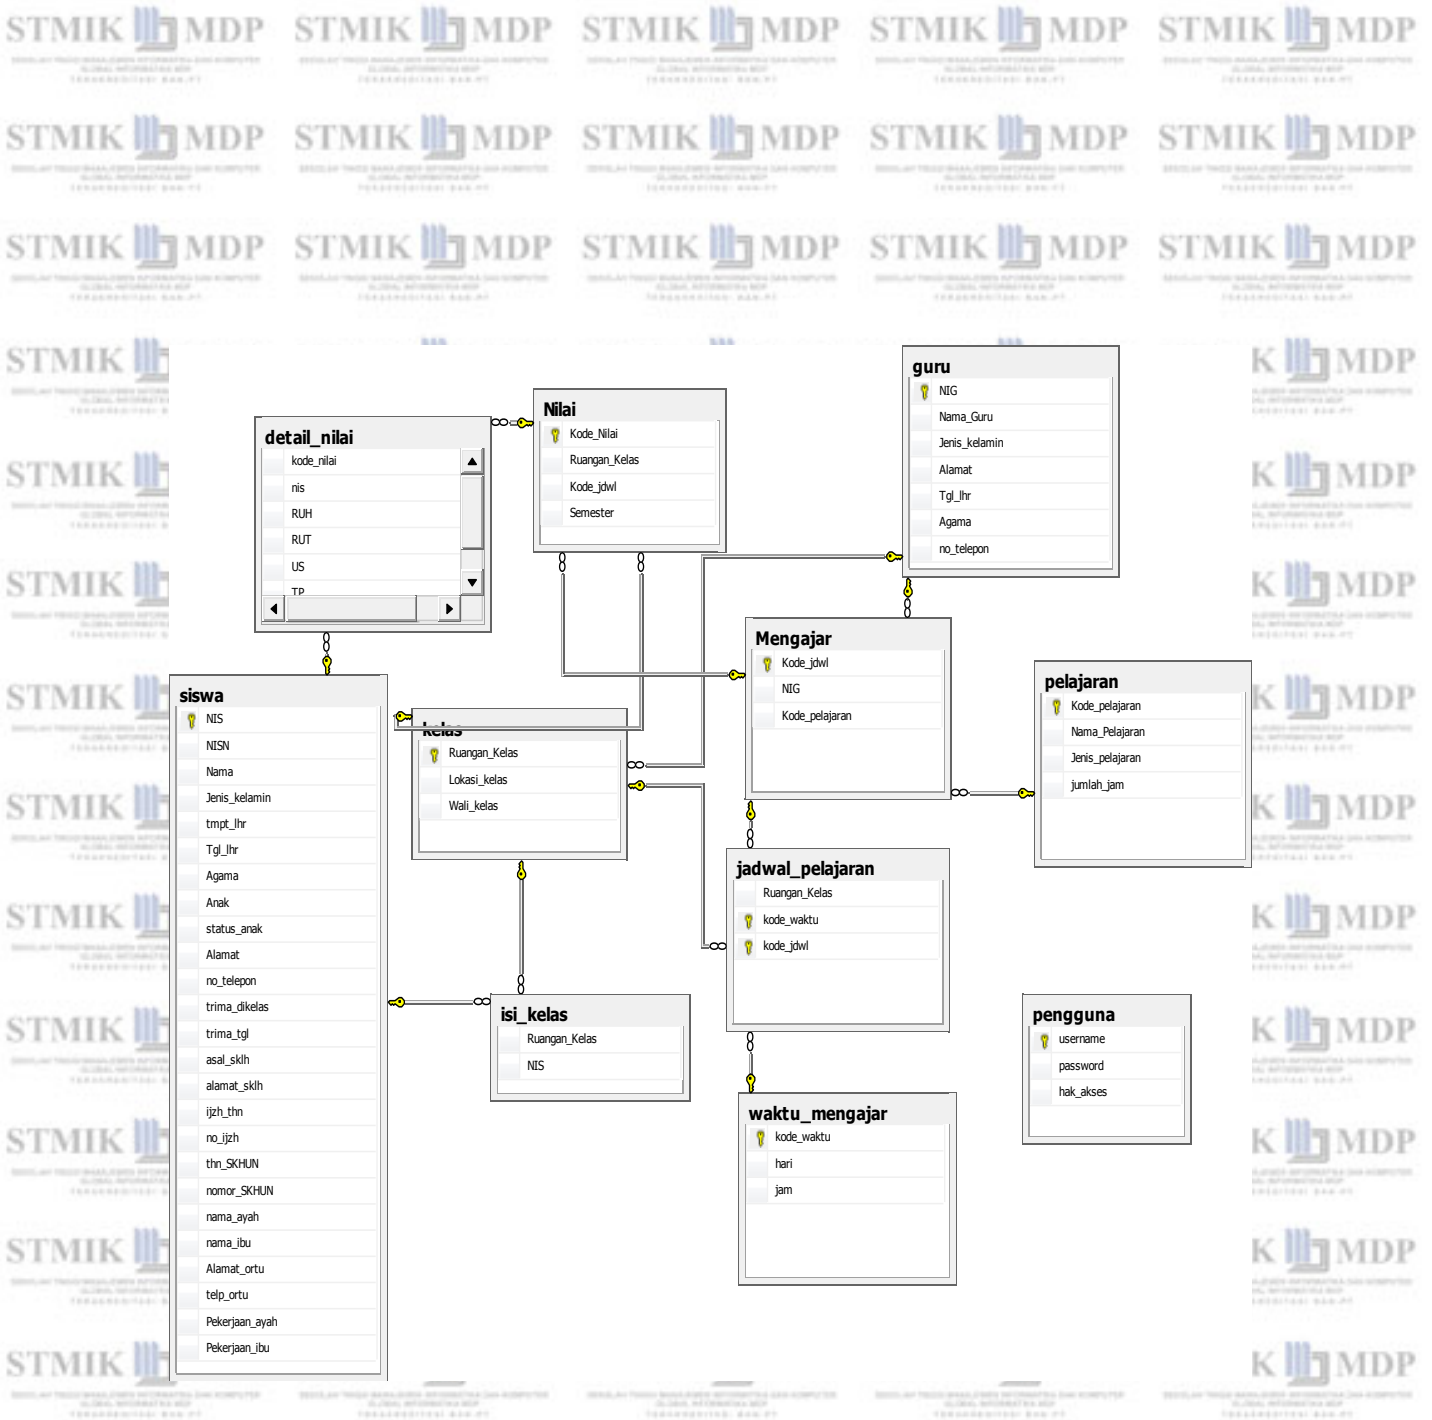 STMIK MDP
guru
NIG
Nama_Guru
Jenis_kelamin
Alamat
Tgl_lhr
Agama
no_telepon
Nilai
Kode_Nilai
Ruangan_Kelas
Kode_jdwl
Semester
detail_nilai
kode_nilai
nis
RUH
RUT
US
TP
Mengajar
Kode_jdwl
NIG
Kode_pelajaran
pelajaran
Kode_pelajaran
Nama_Pelajaran
Jenis_pelajaran
jumlah_jam
siswa
NIS
NISN
Nama
Jenis_kelamin
tmpt_lhr
Tgl_lhr
Agama
Anak
status_anak
Alamat
no_telepon
trima_dikelas
trima_tgl
asal_sklh
alamat_sklh
ijzh_thn
no_ijzh
thn_SKHUN
nomor_SKHUN
nama_ayah
nama_ibu
Alamat_ortu
telp_ortu
Pekerjaan_ayah
Pekerjaan_ibu
kelas
Ruangan_Kelas
Lokasi_kelas
Wali_kelas
jadwal_pelajaran
Ruangan_Kelas
kode_waktu
kode_jdwl
isi_kelas
Ruangan_Kelas
NIS
pengguna
username
password
hak_akses
waktu_mengajar
kode_waktu
hari
jam